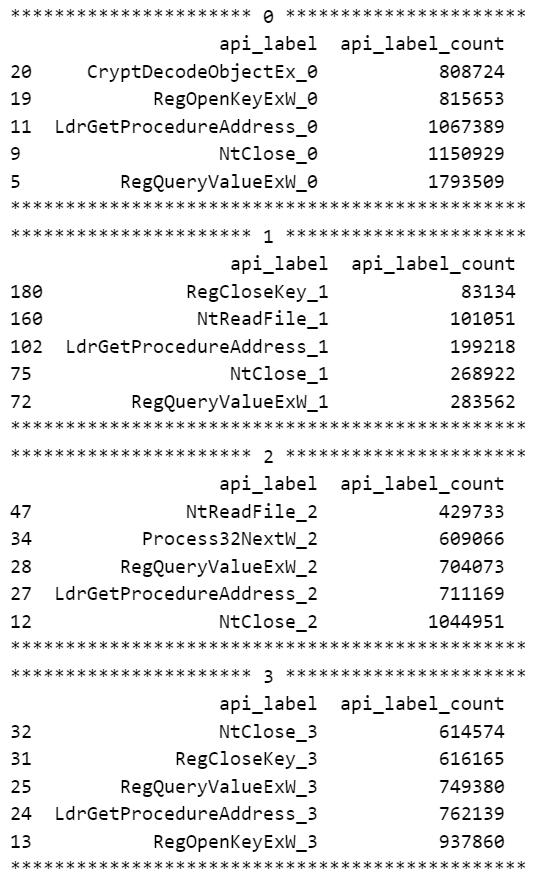 ********************** 0 **********************
api_label api_label_count
20 CryptDecodeObjectEx_0 808724
19 RegOpenKeyExW_0 815653
11 LdrGetProcedureAddress_0 1067389
9 NtClose_0 1150929
5 RegQueryValueExW_0 1793509
***********************************************
********************** 1 **********************
api_label api_label_count
180 RegCloseKey_1 83134
160 NtReadFile_1 101051
102 LdrGetProcedureAddress_1 199218
75 NtClose_1 268922
72 RegQueryValueExW_1 283562
***********************************************
********************** 2 **********************
api_label api_label_count
47 NtReadFile_2 429733
34 Process32NextW_2 609066
28 RegQueryValueExW_2 704073
27 LdrGetProcedureAddress_2 711169
12 NtClose_2 1044951
***********************************************
********************** 3 **********************
api_label api_label_count
32 NtClose_3 614574
31 RegCloseKey_3 616165
25 RegQueryValueExW_3 749380
24 LdrGetProcedureAddress_3 762139
13 RegOpenKeyExW_3 937860
***********************************************